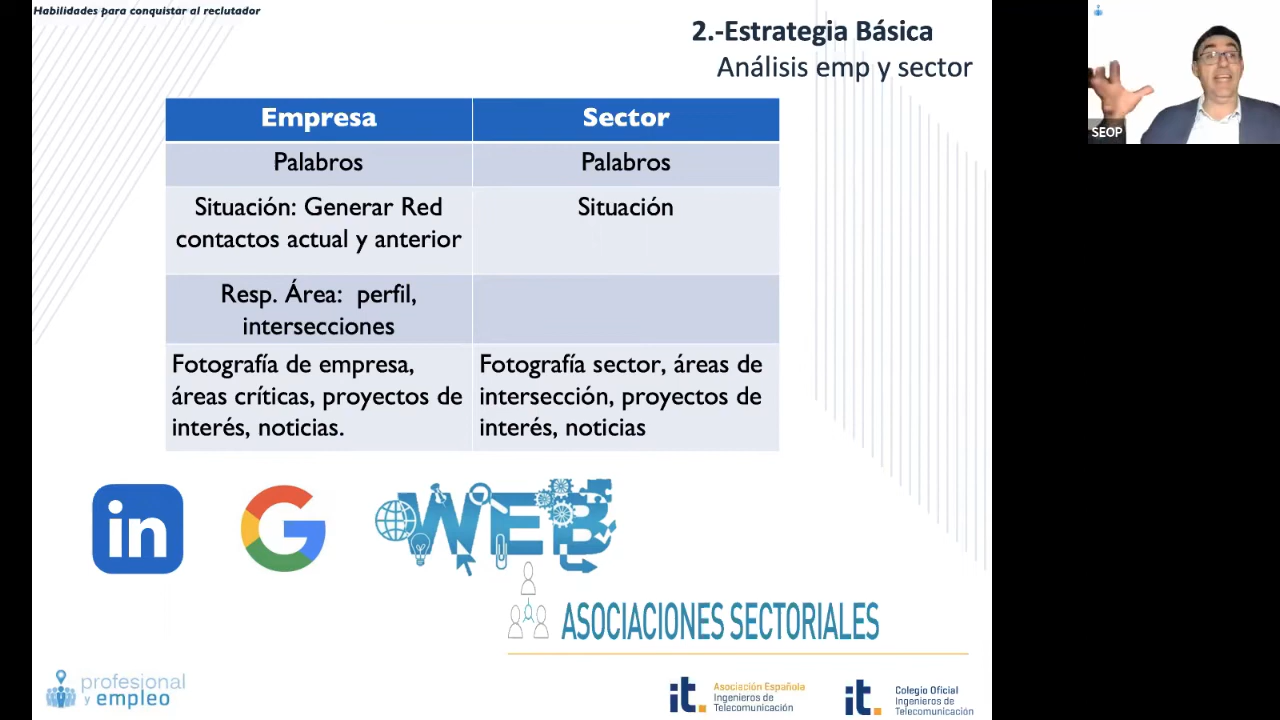 Habilidades para conquistar al reclutador
2.-Estrategia Básica
Análisis emp y sector
Empresa
Sector
Palabros
Palabros
Situación: Generar Red
contactos actual y anterior
Situación
Resp. Área: perfil,
intersecciones
Fotografía de empresa,
áreas críticas, proyectos de
interés, noticias.
Fotografía sector, áreas de
intersección, proyectos de
interés, noticias
in
G
WEB
ASOCIACIONES SECTORIALES
profesional
y empleo
it.
Asociación Española
Ingenieros de
Telecomunicación
it.
Colegio Oficial
Ingenieros de
Telecomunicación
SEOP